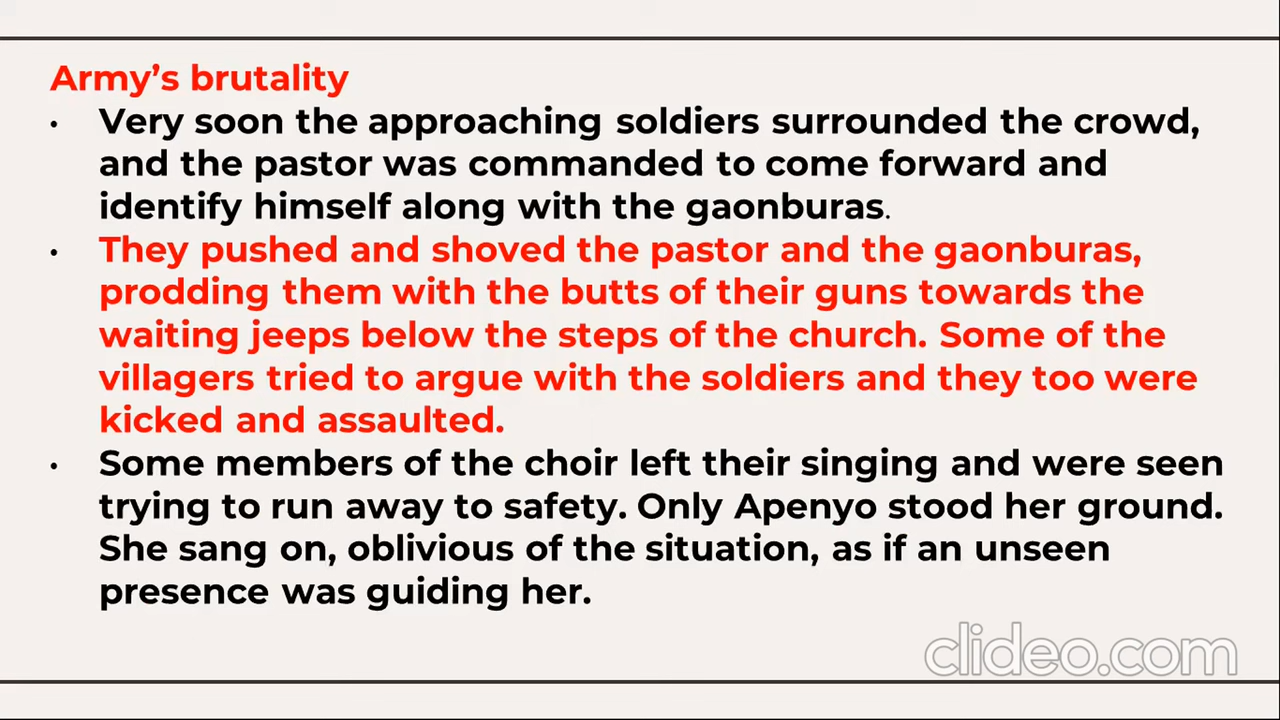 Army’s brutality
• Very soon the approaching soldiers surrounded the crowd,
and the pastor was commanded to come forward and
identify himself along with the gaonburas.
• They pushed and shoved the pastor and the gaonburas,
prodding them with the butts of their guns towards the
waiting jeeps below the steps of the church. Some of the
villagers tried to argue with the soldiers and they too were
kicked and assaulted.
• Some members of the choir left their singing and were seen
trying to run away to safety. Only Apenyo stood her ground.
She sang on, oblivious of the situation, as if an unseen
presence was guiding her.
clideo.com